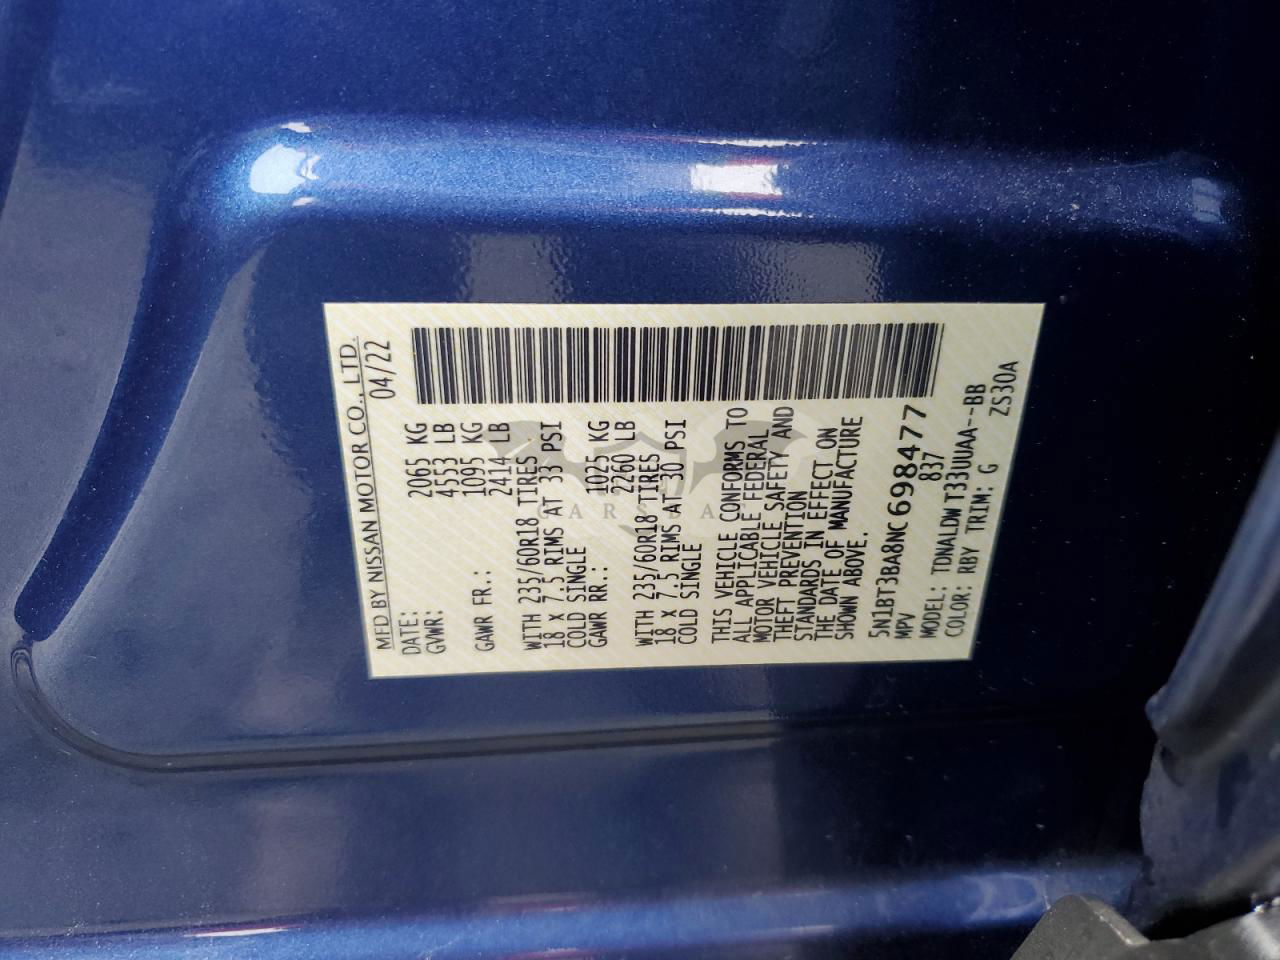 MFD BY NISSAN MOTOR CO., LTD.
DATE: 04/22
GVWR: 2065 KG
4553 LB
GAWR FR.: 1095 KG
2414 LB
WITH 235/60R18 TIRES
18 X 7.5 RIMS AT 33 PSI
COLD SINGLE
GAWR RR.: 1025 KG
2260 LB
WITH 235/60R18 TIRES
18 X 7.5 RIMS AT 30 PSI
COLD SINGLE
THIS VEHICLE CONFORMS TO
ALL APPLICABLE FEDERAL
MOTOR VEHICLE SAFETY AND
THEFT PREVENTION
STANDARDS IN EFFECT ON
THE DATE OF MANUFACTURE
SHOWN ABOVE.
5N1BT3BA8NC698477
MPV 837
MODEL: TDNALDW T33UUAA--BB
COLOR: RBY TRIM: G ZS30A